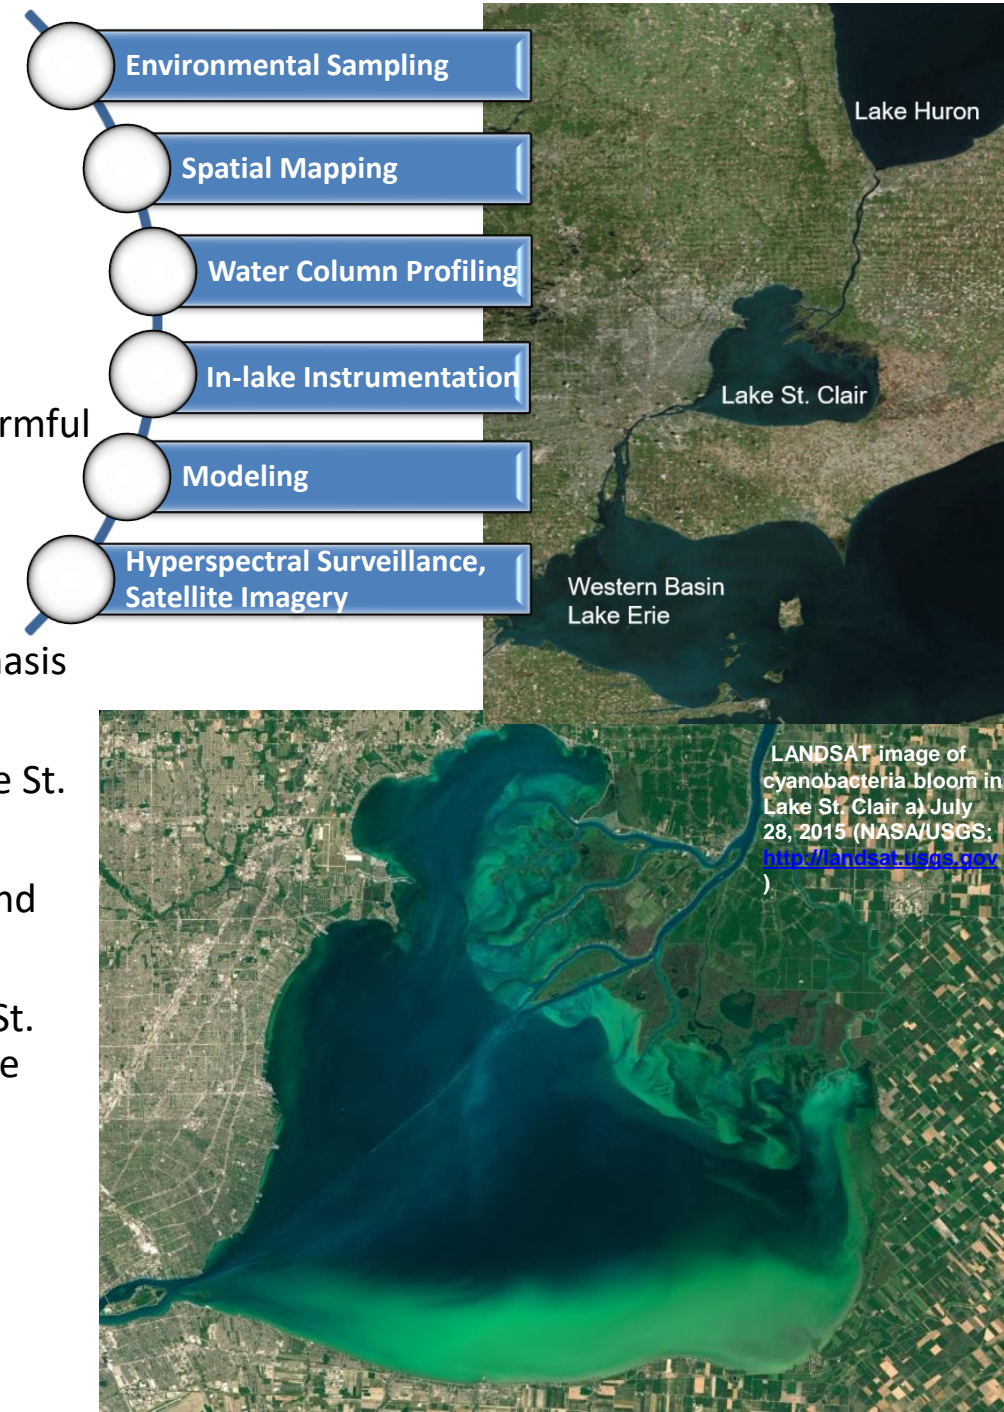 Environmental Sampling
Spatial Mapping
Water Column Profiling
In-lake Instrumentation
Modeling
Hyperspectral Surveillance,
Satellite Imagery
rmful
asis
e St.
nd
St.
e
Lake Huron
Lake St. Clair
Western Basin
Lake Erie
LANDSAT image of
cyanobacteria bloom in
Lake St. Clair a) July
28, 2015 (NASA/USGS;
http://landsat.usgs.gov
)